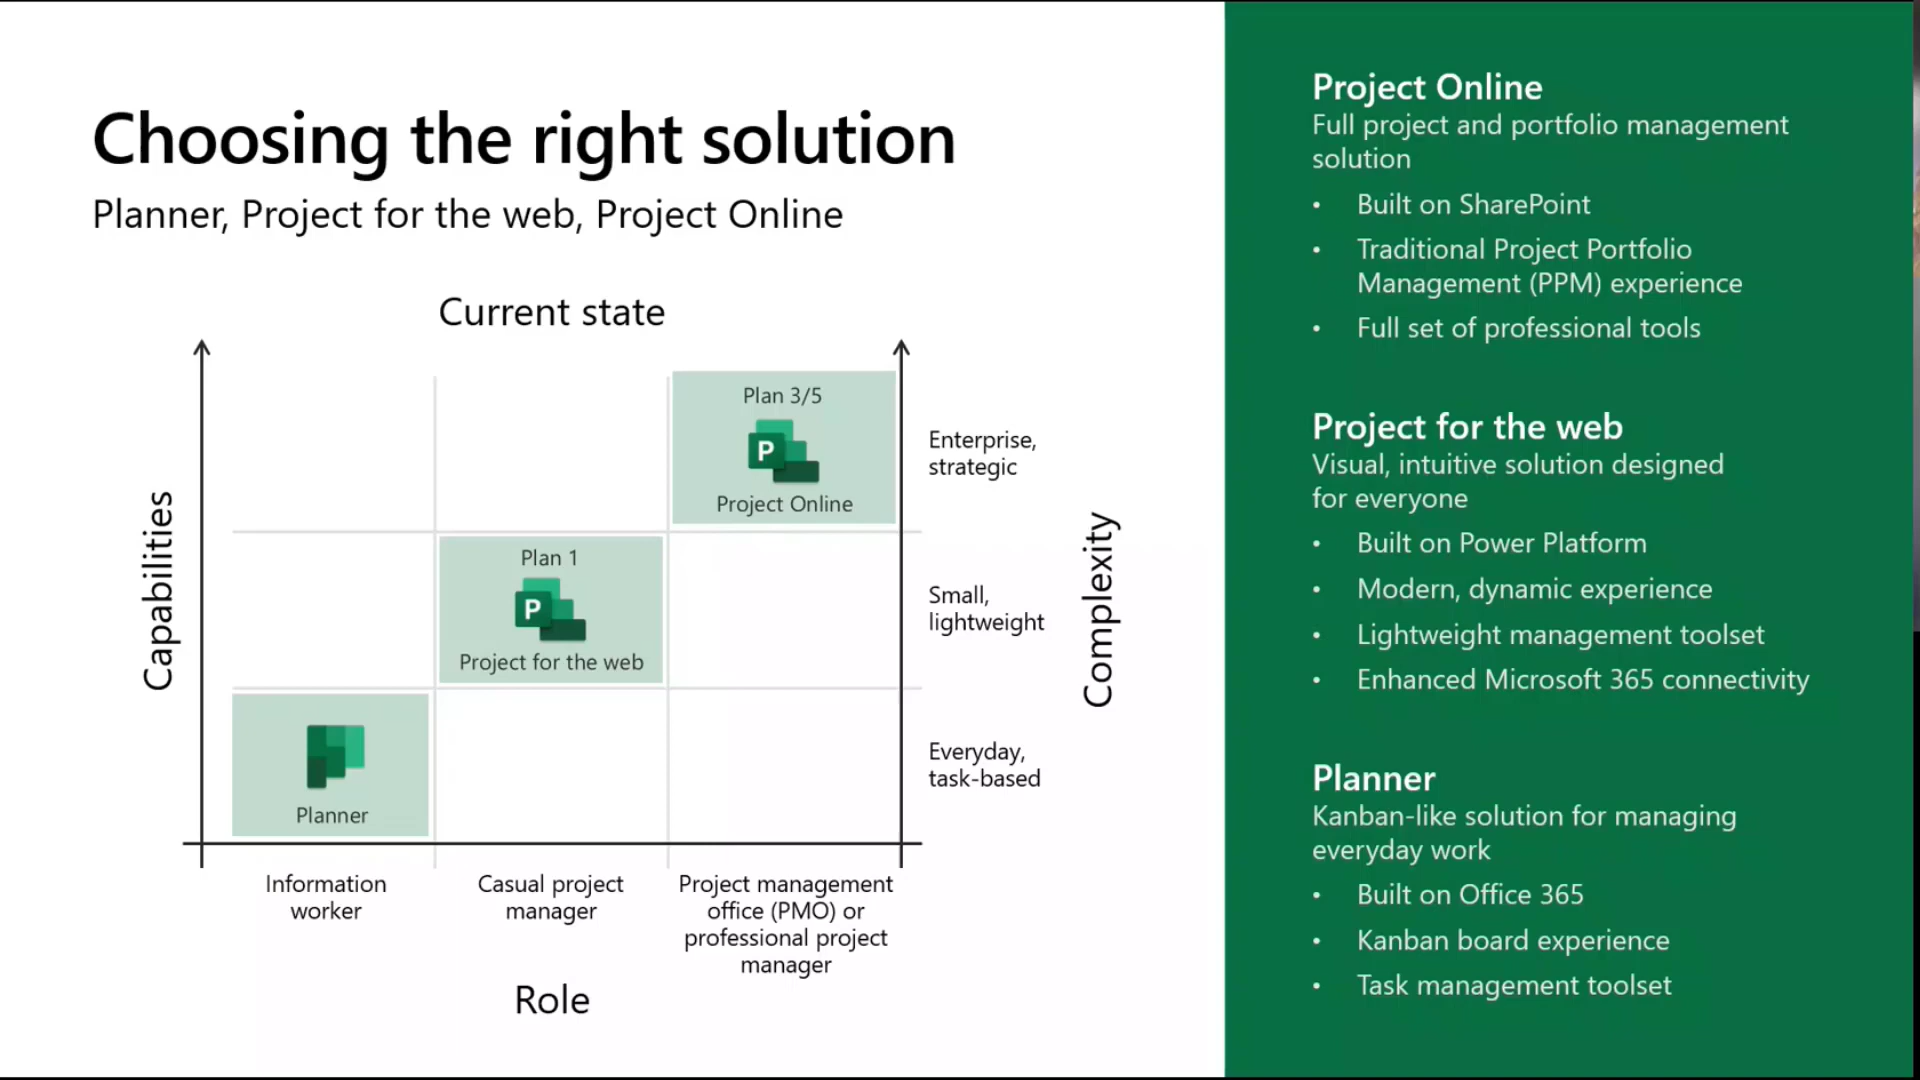 Choosing the right solution
Planner, Project for the web, Project Online
Current state
Capabilities
Plan 3/5
P
Project Online
Plan 1
P
Project for the web
Planner
Enterprise,
strategic
Small,
lightweight
Everyday,
task-based
Complexity
Information
worker
Casual project
manager
Project management
office (PMO) or
professional project
manager
Role
Project Online
Full project and portfolio management
solution
• Built on SharePoint
• Traditional Project Portfolio
Management (PPM) experience
• Full set of professional tools
Project for the web
Visual, intuitive solution designed
for everyone
• Built on Power Platform
• Modern, dynamic experience
• Lightweight management toolset
• Enhanced Microsoft 365 connectivity
Planner
Kanban-like solution for managing
everyday work
• Built on Office 365
• Kanban board experience
• Task management toolset